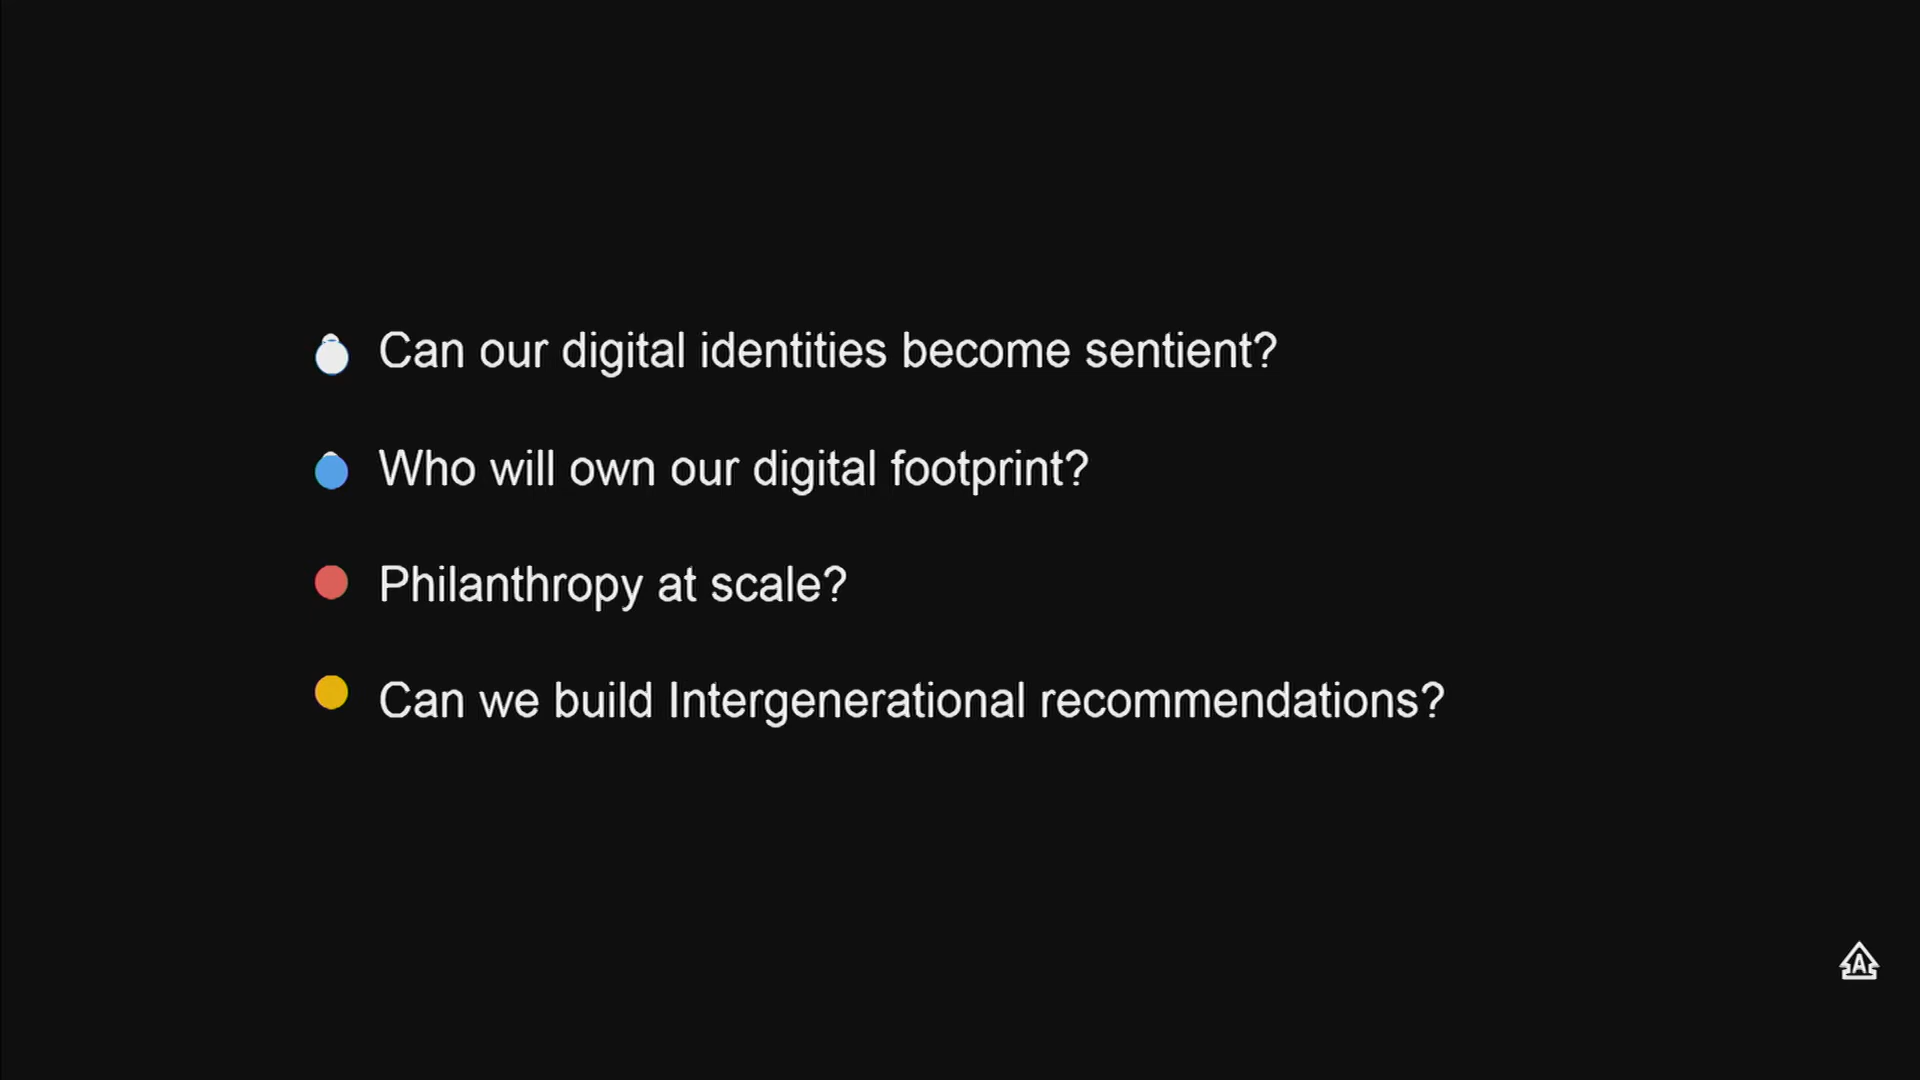 Can our digital identities become sentient?
Who will own our digital footprint?
Philanthropy at scale?
Can we build Intergenerational recommendations?
A